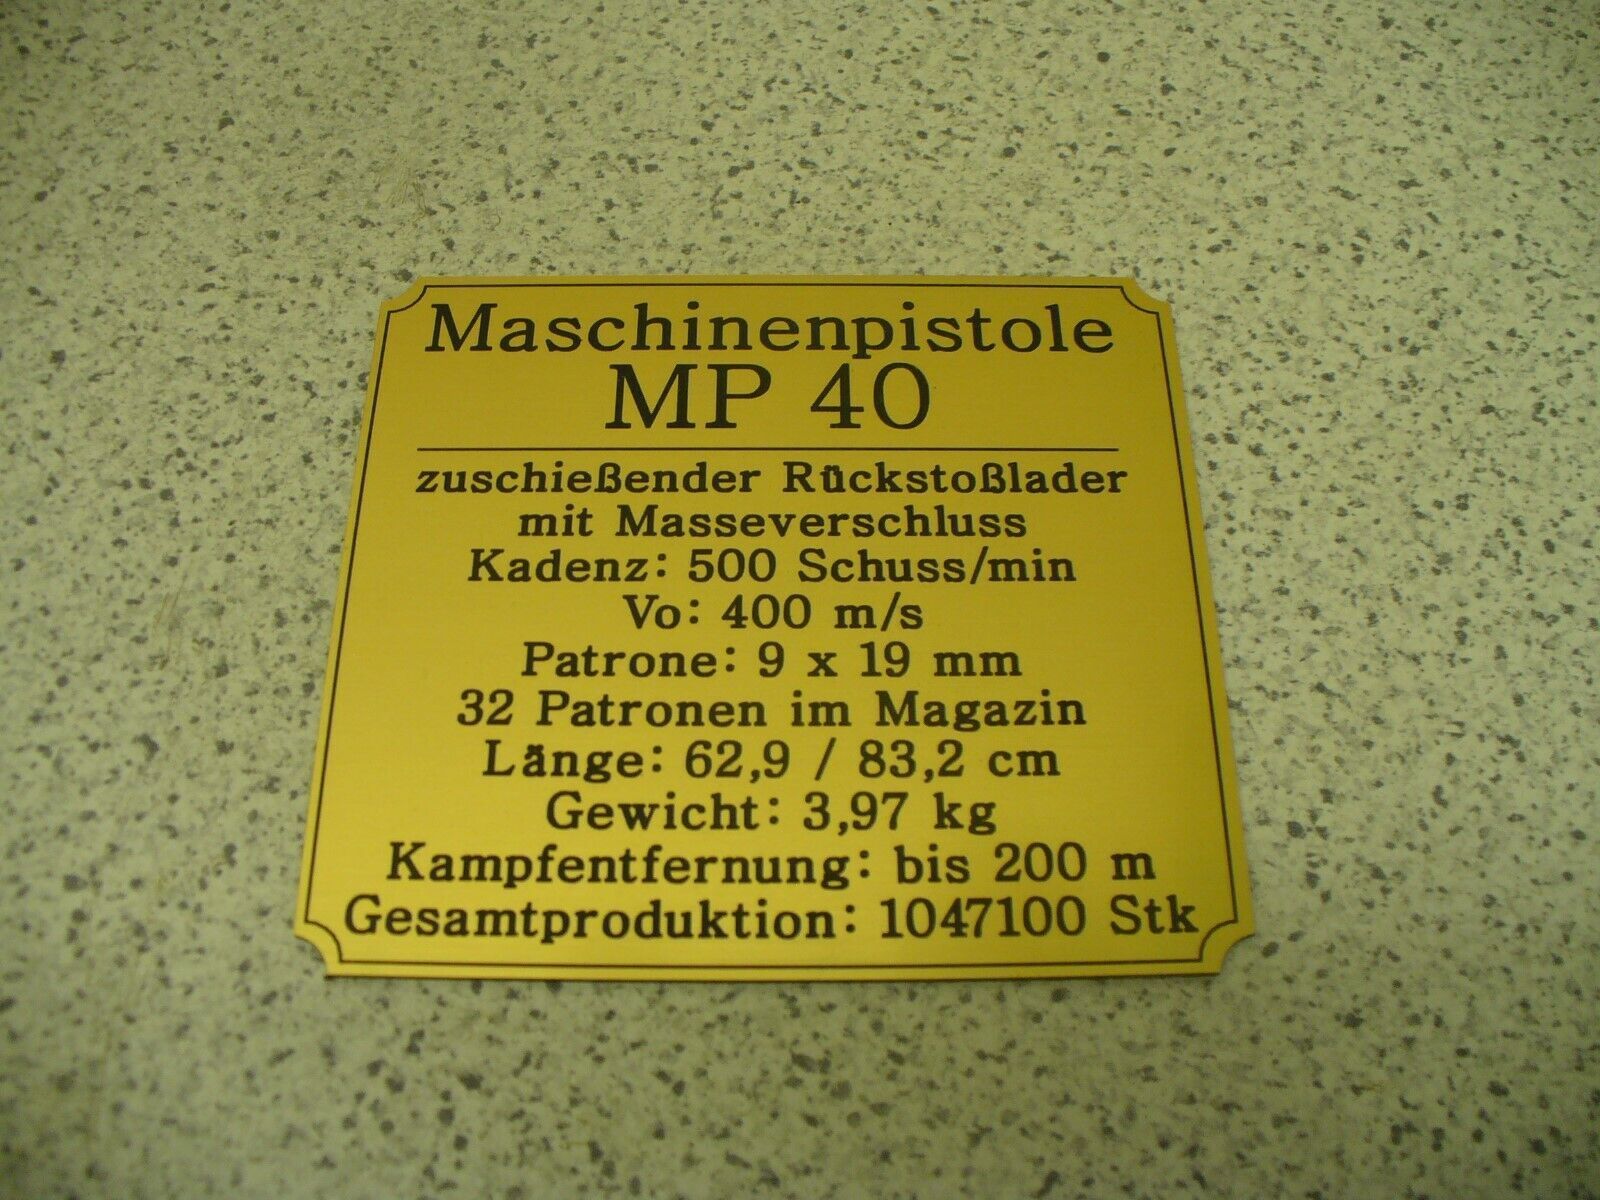 Maschinenpistole
MP 40
zuschießender Rückstoßlader
mit Masseverschluss
Kadenz: 500 Schuss/min
Vo: 400 m/s
Patrone: 9 x 19 mm
32 Patronen im Magazin
Länge: 62,9 / 83,2 cm
Gewicht: 3,97 kg
Kampfentfernung: bis 200 m
Gesamtproduktion: 1047100 Stk